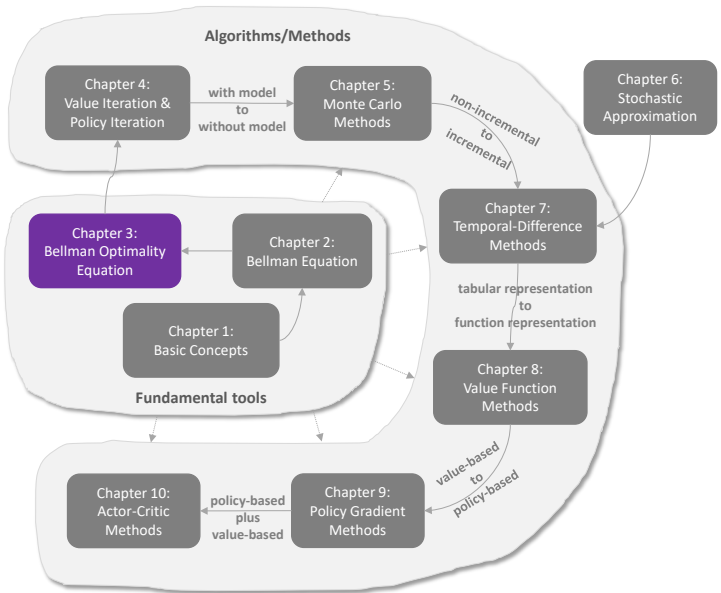 Algorithms/Methods
Chapter 4:
Value Iteration &
Policy Iteration
with model
to
without model
Chapter 5:
Monte Carlo
Methods
non-incremental
to
incremental
Chapter 6:
Stochastic
Approximation
Chapter 7:
Temporal-Difference
Methods
Chapter 3:
Bellman Optimality
Equation
Chapter 2:
Bellman Equation
Chapter 1:
Basic Concepts
Fundamental tools
tabular representation
to
function representation
Chapter 8:
Value Function
Methods
value-based
to
policy-based
Chapter 9:
Policy Gradient
Methods
policy-based
plus
value-based
Chapter 10:
Actor-Critic
Methods